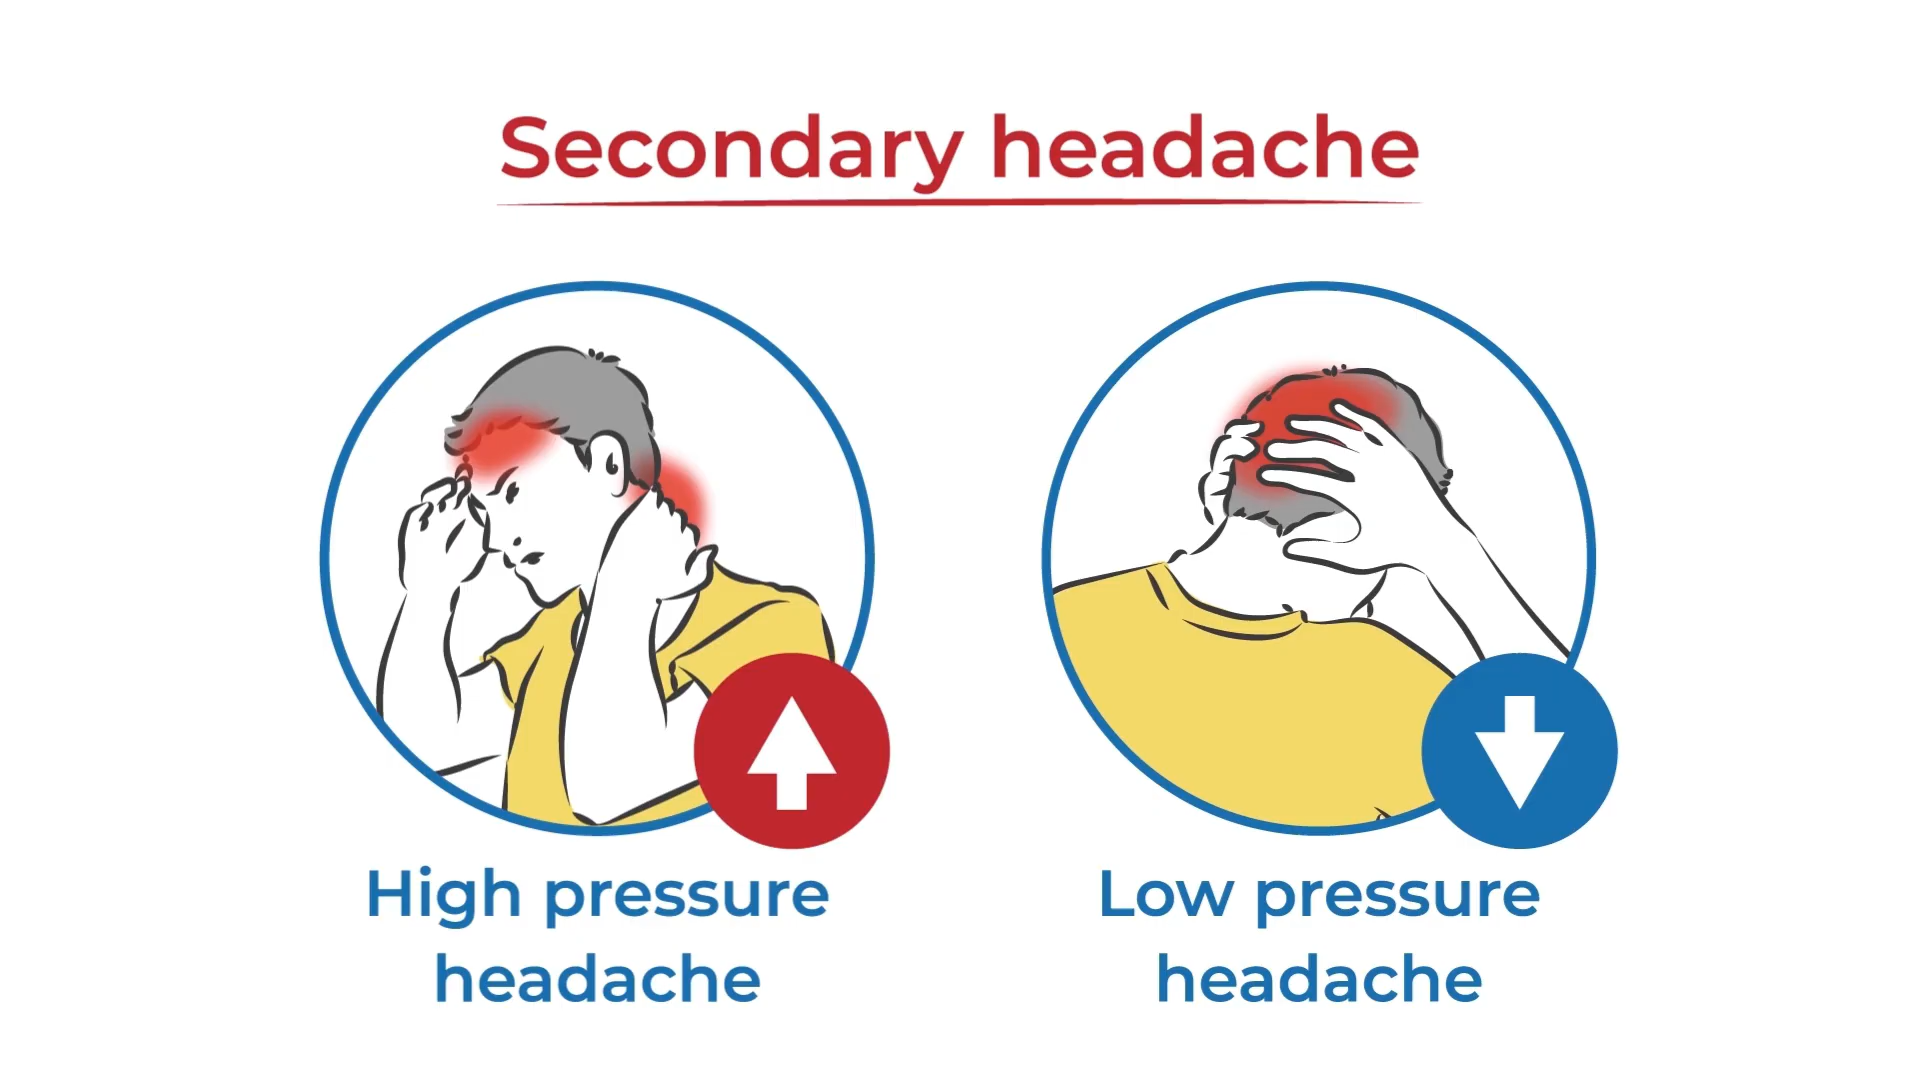 Secondary headache
High pressure
headache
Low pressure
headache